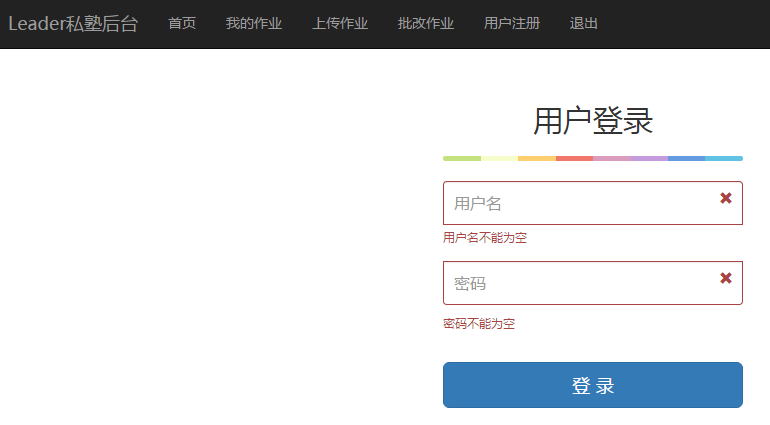 Leader私塾后台 首页 我的作业 上传作业 批改作业 用户注册 退出
用户登录
用户名
用户名不能为空
密码
密码不能为空
登 录